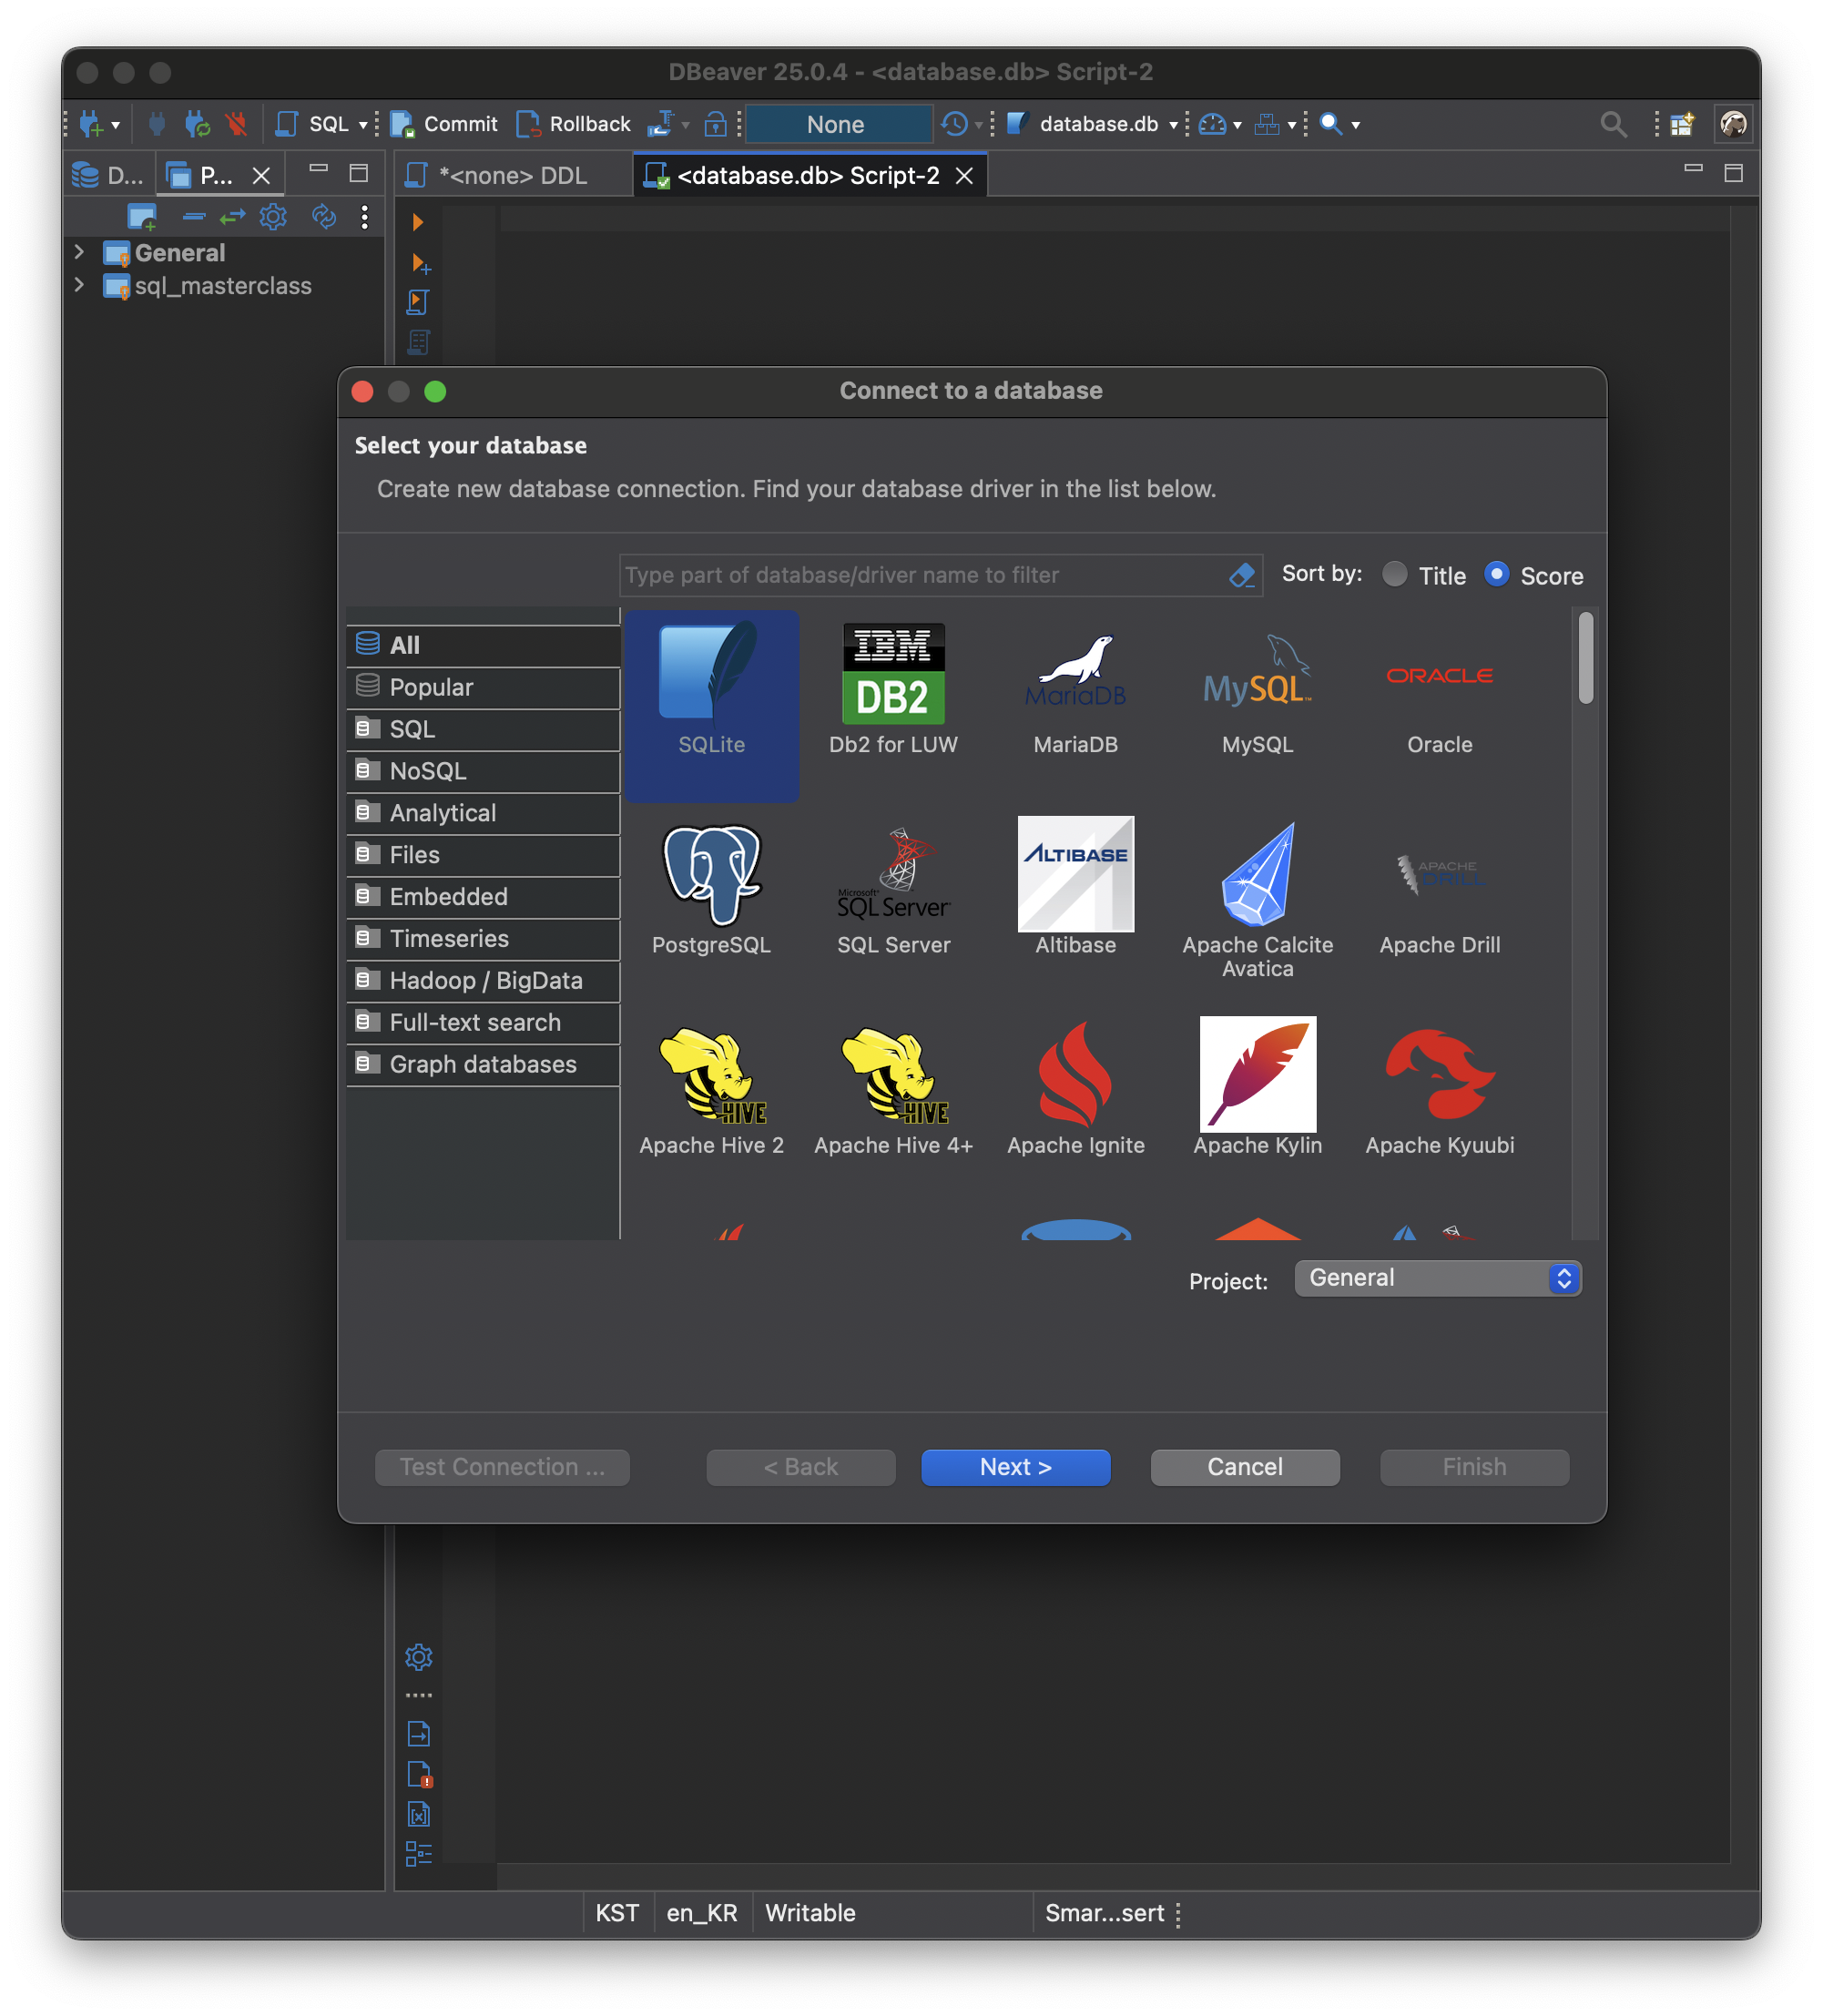 DBeaver 25.0.4 - <database.db> Script-2
SQL
Commit
Rollback
None
database.db
D...
P...
*<none> DDL
<database.db> Script-2
General
sql_masterclass
Connect to a database
Select your database
Create new database connection. Find your database driver in the list below.
Type part of database/driver name to filter
Sort by:
Title
Score
All
Popular
SQL
NoSQL
Analytical
Files
Embedded
Timeseries
Hadoop / BigData
Full-text search
Graph databases
IBM
DB2
MariaDB
MySQL™
ORACLE
SQLite
Db2 for LUW
MariaDB
MySQL
Oracle
Microsoft®
SQL Server®
ALTIBASE
APACHE
DRILL
PostgreSQL
SQL Server
Altibase
Apache Calcite
Avatica
Apache Drill
HIVE
HIVE
Apache Hive 2
Apache Hive 4+
Apache Ignite
Apache Kylin
Apache Kyuubi
Project:
General
Test Connection ...
< Back
Next >
Cancel
Finish
KST
en_KR
Writable
Smar...sert